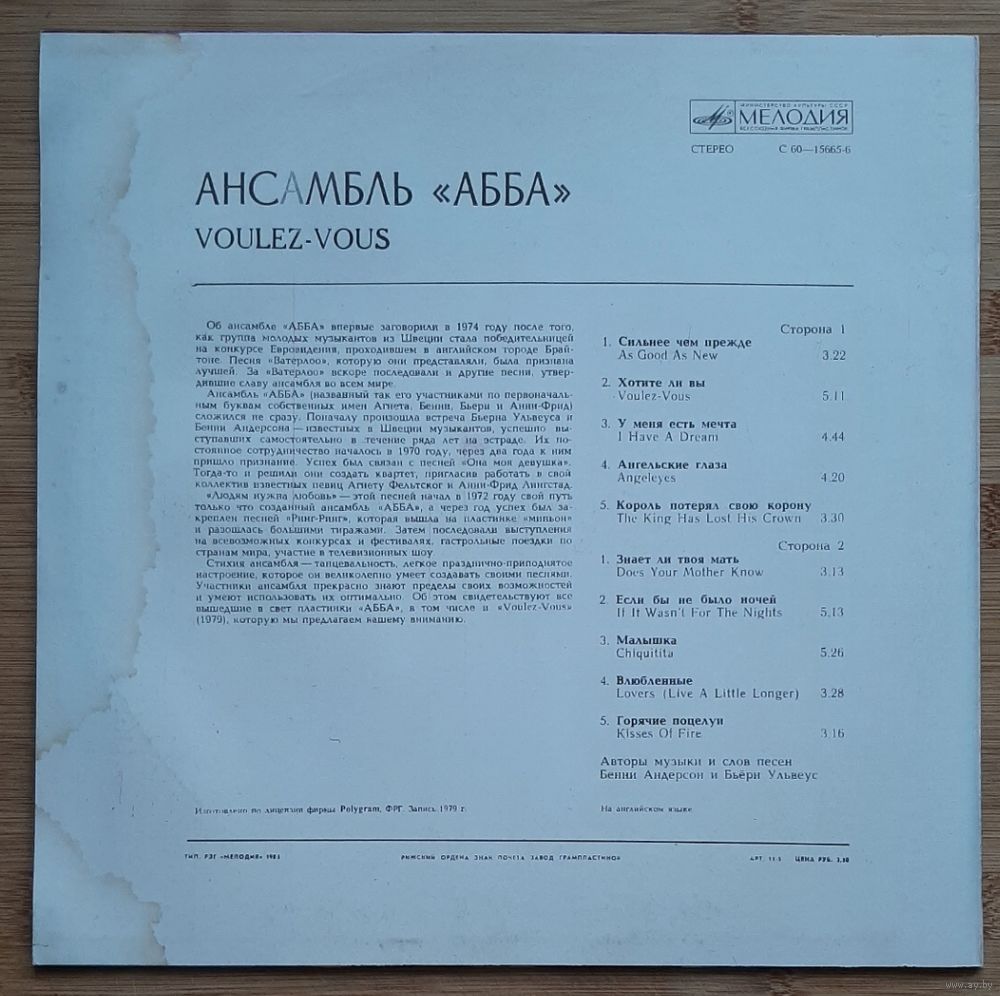 МИНИСТЕРСТВО КУЛЬТУРЫ СССР
МЕЛОДИЯ
ВСЕСОЮЗНАЯ ФИРМА ГРАМПЛАСТИНОК
СТЕРЕО С 60—15665-6
АНСАМБЛЬ «АББА»
VOULEZ-VOUS
Об ансамбле «АББА» впервые заговорили в 1974 году после того,
как группа молодых музыкантов из Швеции стала победительницей
на конкурсе Евровидения, проходившем в английском городе Брай-
тоне. Песня «Ватерлоо», которую они представляли, была признана
лучшей. За «Ватерлоо» вскоре последовали и другие песни, утвер-
дившие славу ансамбля во всем мире.
Ансамбль «АББА» (названный так его участниками по первоначаль-
ным буквам собственных имен Агнета, Бенни, Бьерн и Анни-Фрид)
сложился не сразу. Поначалу произошла встреча Бьерна Ульвеуса и
Бенни Андерсона — известных в Швеции музыкантов, успешно вы-
ступавших самостоятельно в течение ряда лет на эстраде. Их по-
стоянное сотрудничество началось в 1970 году, через два года к ним
пришло признание. Успех был связан с песней «Она моя девушка».
Тогда-то и решили они создать квартет, пригласив работать в свой
коллектив известных певиц Агнету Фельтског и Анни-Фрид Лингстад.
«Людям нужна любовь» — этой песней начал в 1972 году свой путь
только что созданный ансамбль «АББА», а через год успех был за-
креплен песней «Ринг-Ринг», которая вышла на пластинке «миньон»
и разошлась большими тиражами. Затем последовали выступления
на всевозможных конкурсах и фестивалях, гастрольные поездки по
странам мира, участие в телевизионных шоу.
Стихия ансамбля — танцевальность, легкое празднично-приподнятое
настроение, которое он великолепно умеет создавать своими песнями.
Участники ансамбля прекрасно знают пределы своих возможностей
и умеют использовать их оптимально. Об этом свидетельствуют все
вышедшие в свет пластинки «АББА», в том числе и «Voulez-Vous»
(1979), которую мы предлагаем вашему вниманию.
Сторона 1
1. Сильнее чем прежде
As Good As New 3.22
2. Хотите ли вы
Voulez-Vous 5.11
3. У меня есть мечта
I Have A Dream 4.44
4. Ангельские глаза
Angeleyes 4.20
5. Король потерял свою корону
The King Has Lost His Crown 3.30
Сторона 2
1. Знает ли твоя мать
Does Your Mother Know 3.13
2. Если бы не было ночей
If It Wasn't For The Nights 5.13
3. Малышка
Chiquitita 5.26
4. Влюбленные
Lovers (Live A Little Longer) 3.28
5. Горячие поцелуи
Kisses Of Fire 3.16
Авторы музыки и слов песен
Бенни Андерсон и Бьёрн Ульвеус
Изготовлено по лицензии фирмы Polygram, ФРГ. Запись 1979 г.
На английском языке
ТИП. РЗГ «МЕЛОДИЯ» РИЖСКИЙ ОРДЕНА ЗНАК ПОЧЕТА ЗАВОД ГРАМПЛАСТИНОК АРТ. 11-5 ЦЕНА РУБ.
www.ay.by